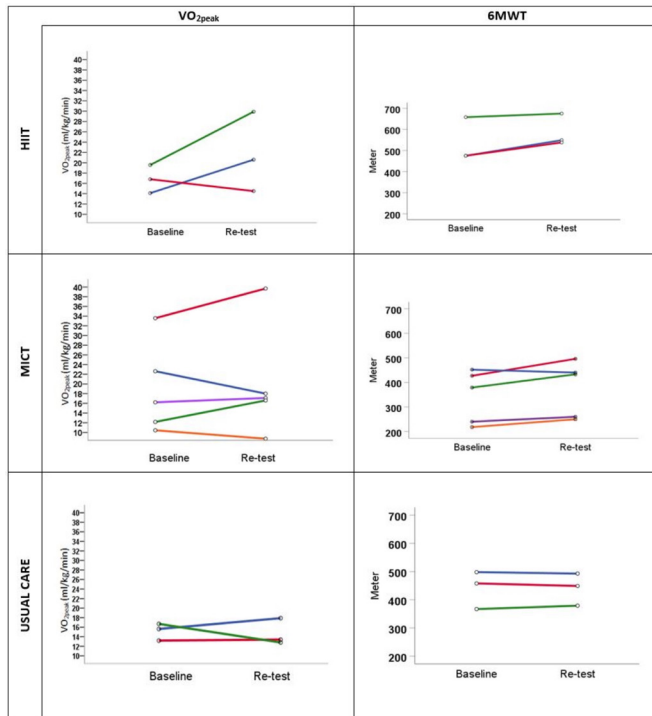 VO2peak
6MWT
HIIT
VO2peak (ml/kg/min)
40
38
36
34
32
30
28
26
24
22
20
18
16
14
12
10
Baseline
Re-test
Meter
700
600
500
400
300
200
Baseline
Re-test
MICT
VO2peak (ml/kg/min)
40
38
36
34
32
30
28
26
24
22
20
18
16
14
12
10
Baseline
Re-test
Meter
700
600
500
400
300
200
Baseline
Re-test
USUAL CARE
VO2peak (ml/kg/min)
40
38
36
34
32
30
28
26
24
22
20
18
16
14
12
10
Baseline
Re-test
Meter
700
600
500
400
300
200
Baseline
Re-test